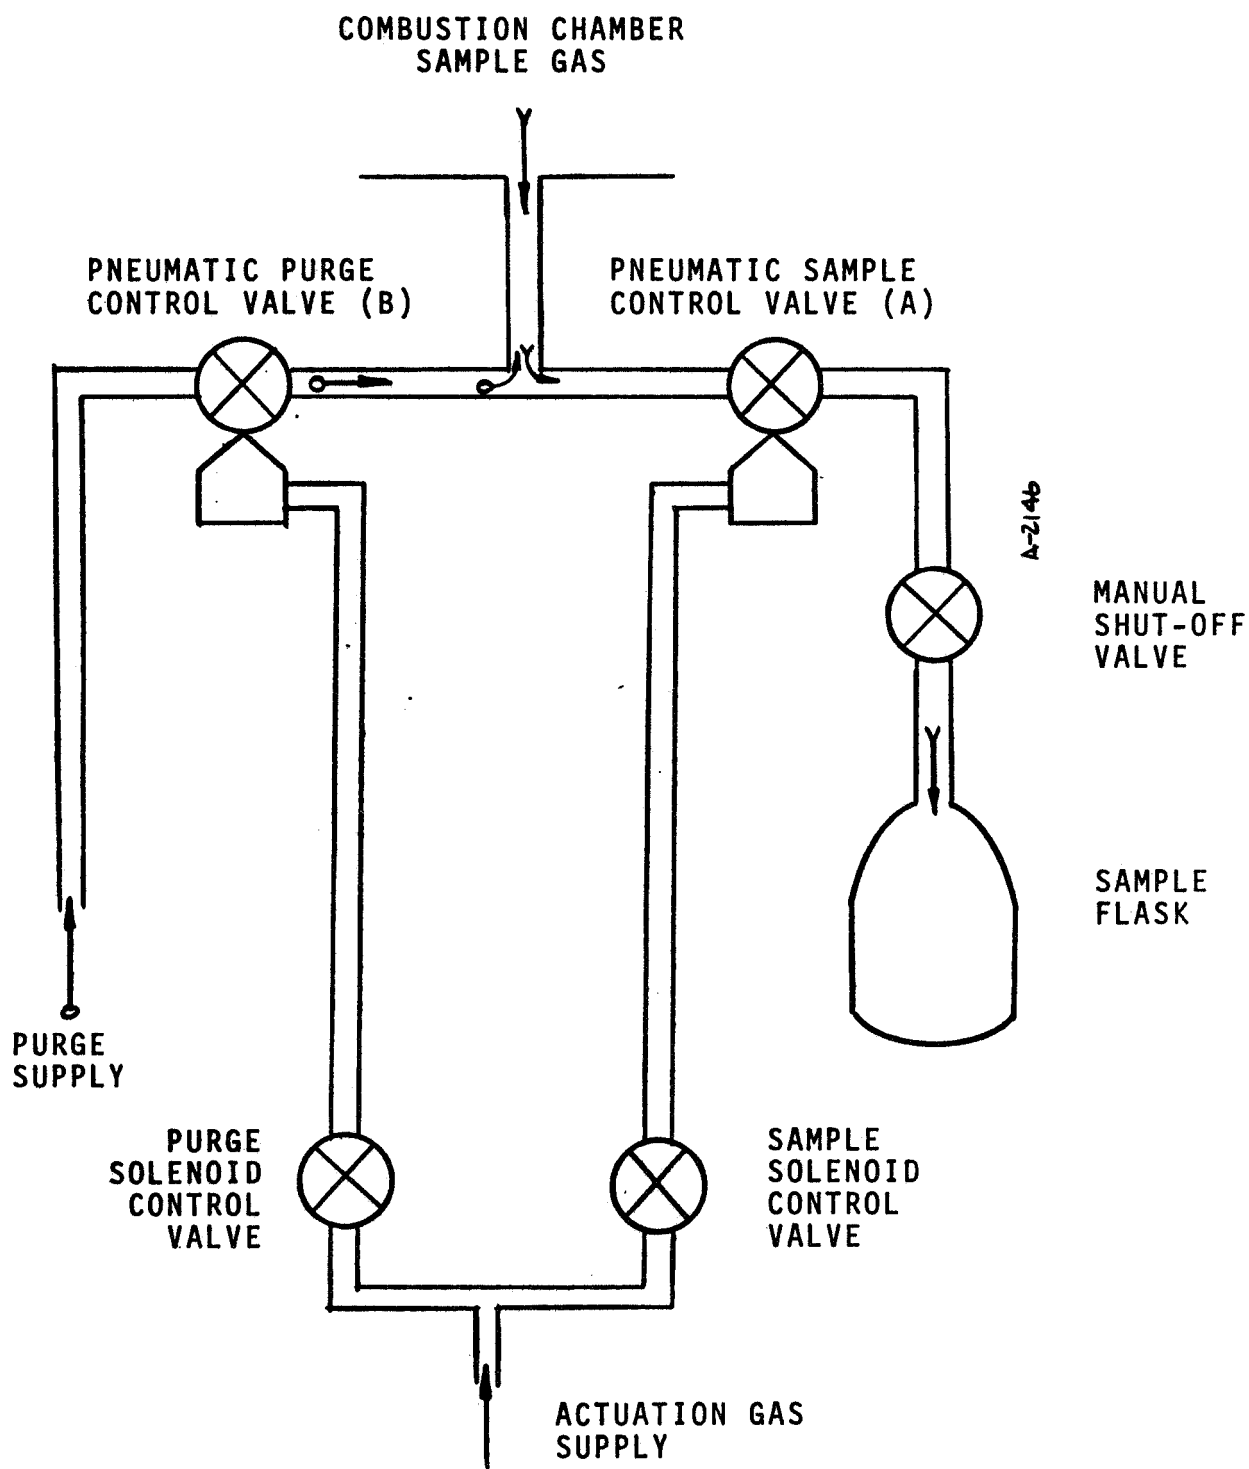 COMBUSTION CHAMBER
SAMPLE GAS
PNEUMATIC PURGE
CONTROL VALVE (B)
PNEUMATIC SAMPLE
CONTROL VALVE (A)
A-2146
MANUAL
SHUT-OFF
VALVE
SAMPLE
FLASK
PURGE
SUPPLY
PURGE
SOLENOID
CONTROL
VALVE
SAMPLE
SOLENOID
CONTROL
VALVE
ACTUATION GAS
SUPPLY